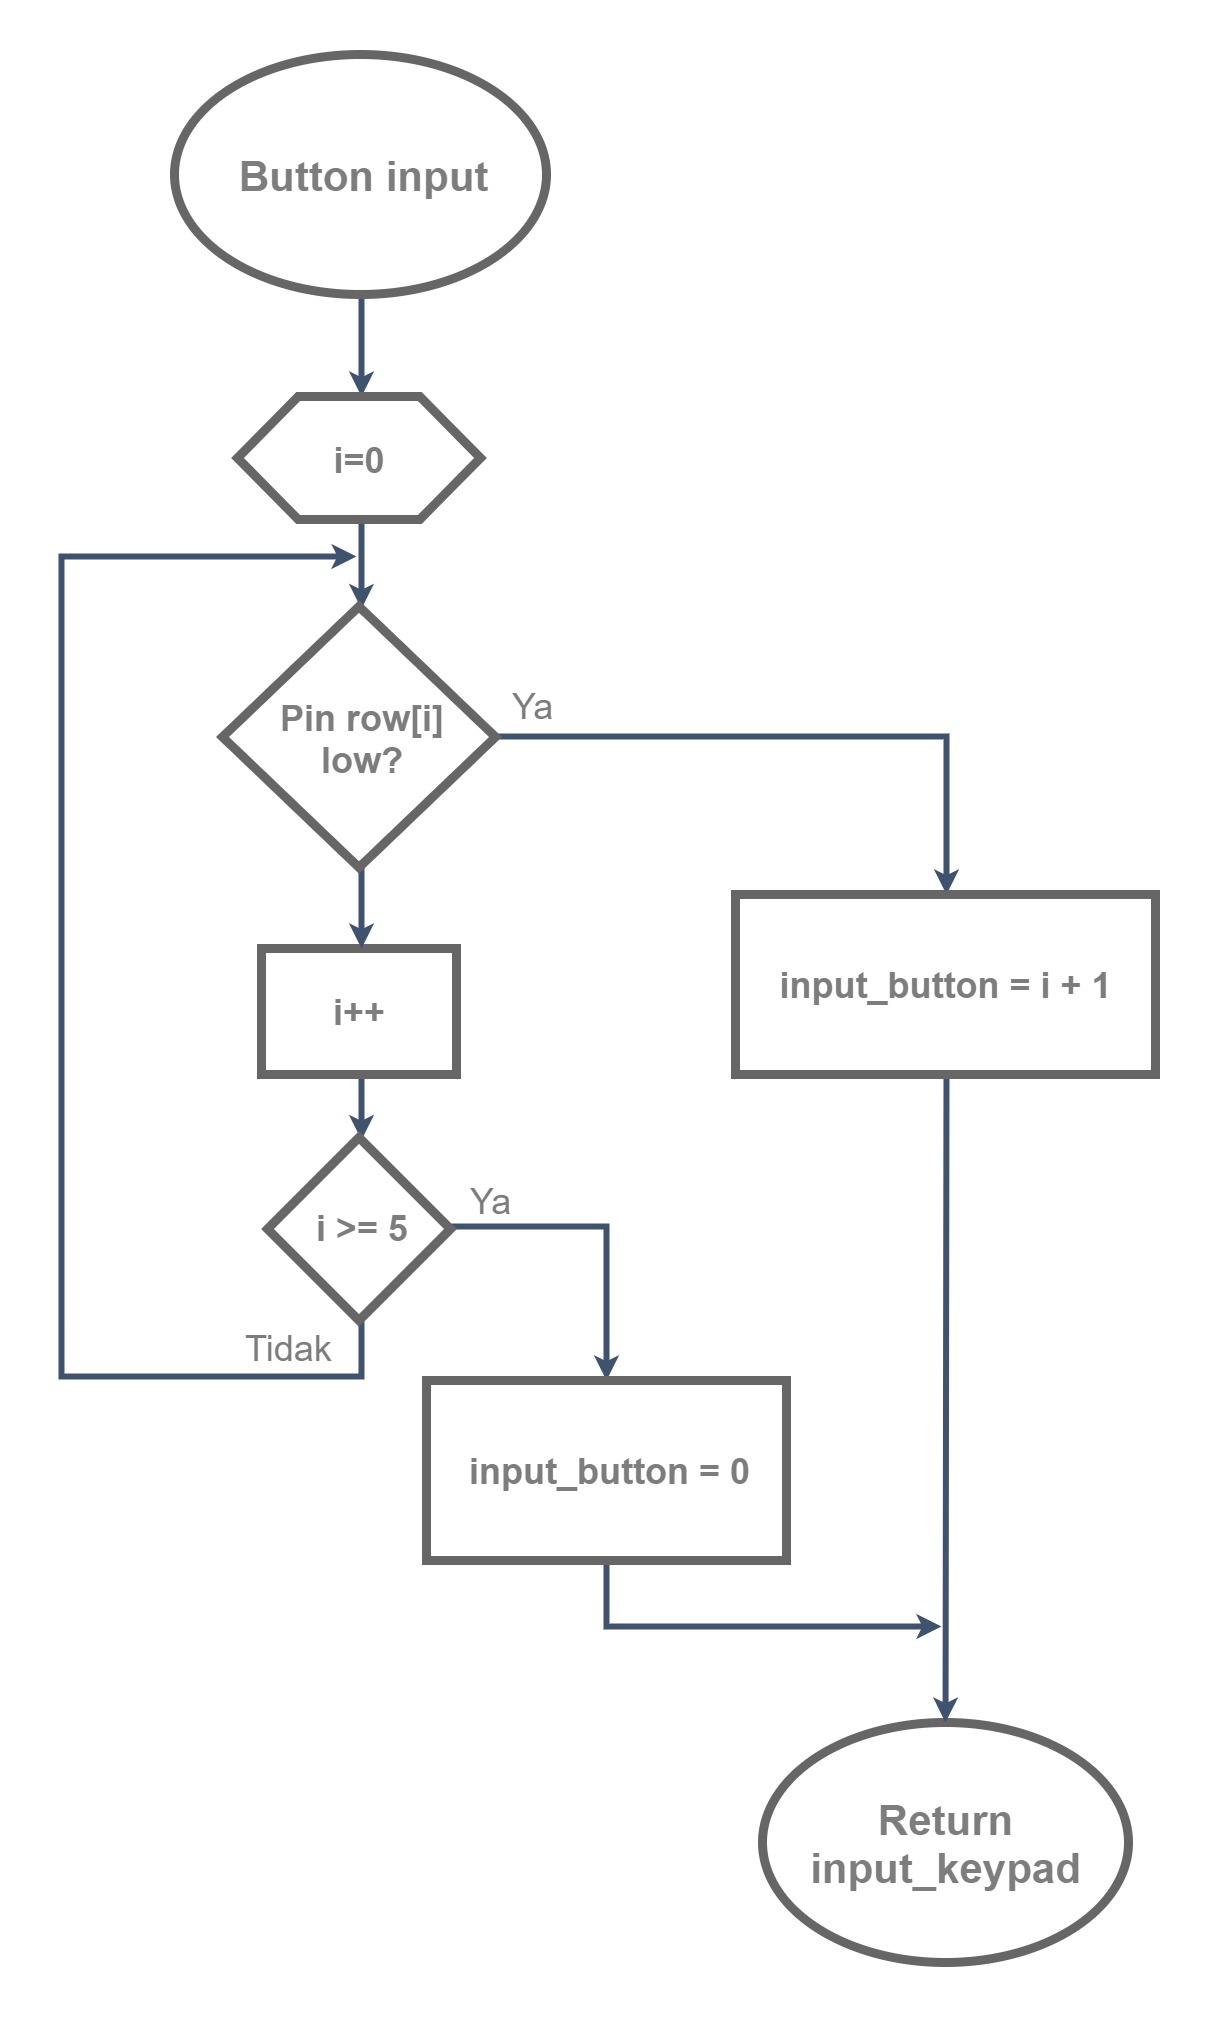 Button input
i=0
Pin row[i]
low?
Ya
i++
input_button = i + 1
i >= 5
Ya
Tidak
input_button = 0
Return
input_keypad